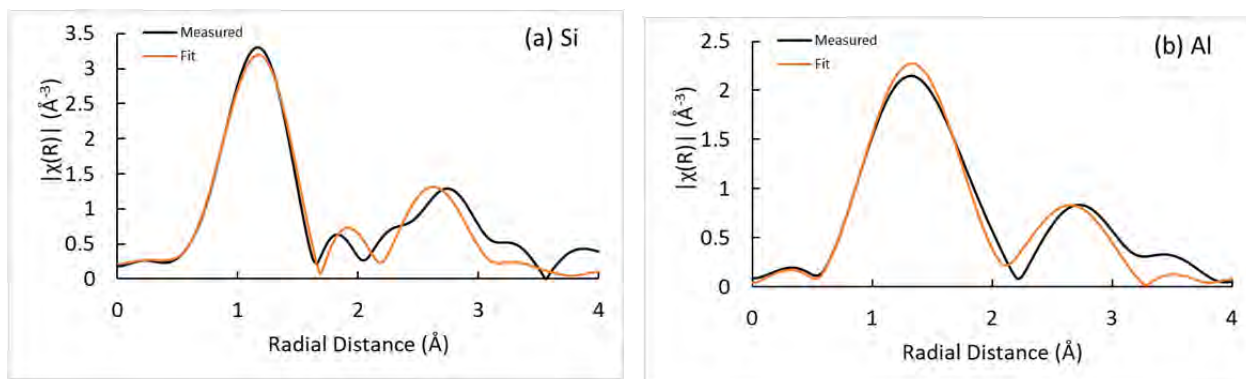 (a) Si
Measured
Fit
|χ(R)| (Å⁻³)
3.5
3
2.5
2
1.5
1
0.5
0
0 1 2 3 4
Radial Distance (Å)
(b) Al
Measured
Fit
|χ(R)| (Å⁻³)
2.5
2
1.5
1
0.5
0
0 1 2 3 4
Radial Distance (Å)